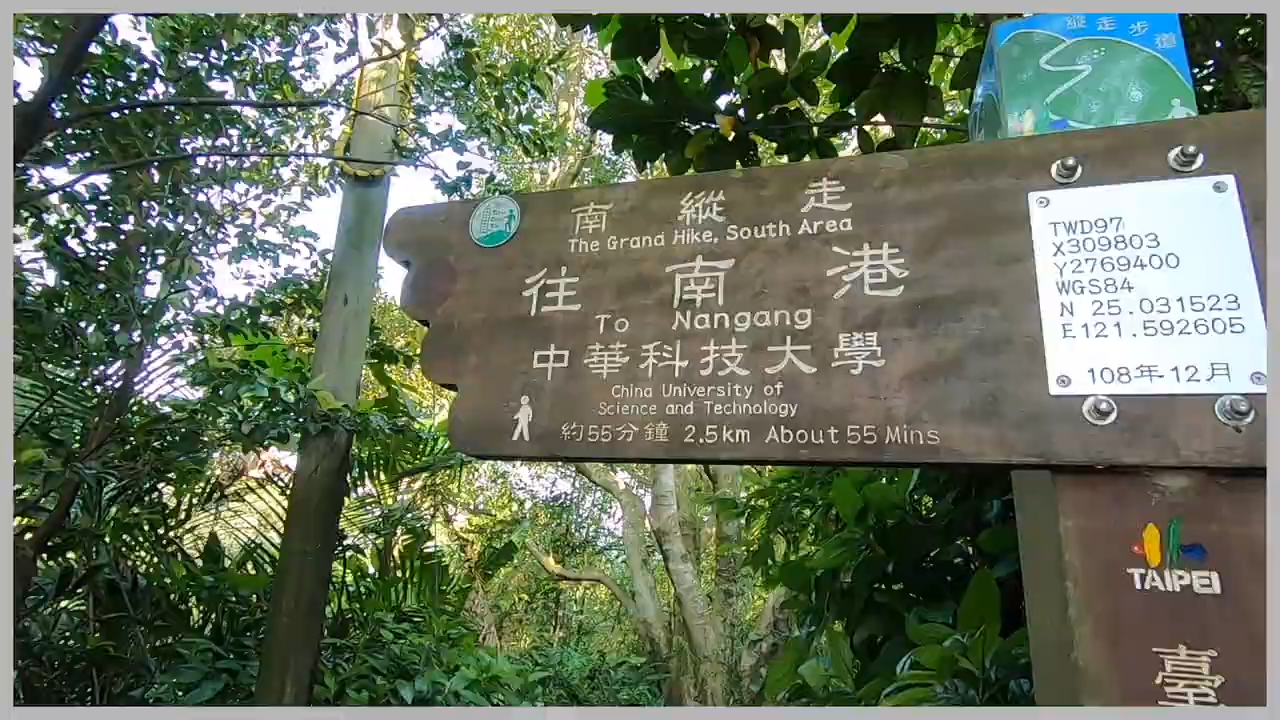 縱走步道
南縱走
The Grand Hike, South Area
往南港
To Nangang
中華科技大學
China University of
Science and Technology
約55分鐘 2.5km About 55 Mins
TWD97
X309803
Y2769400
WGS84
N 25.031523
E121.592605
108年12月
TAIPEI
臺